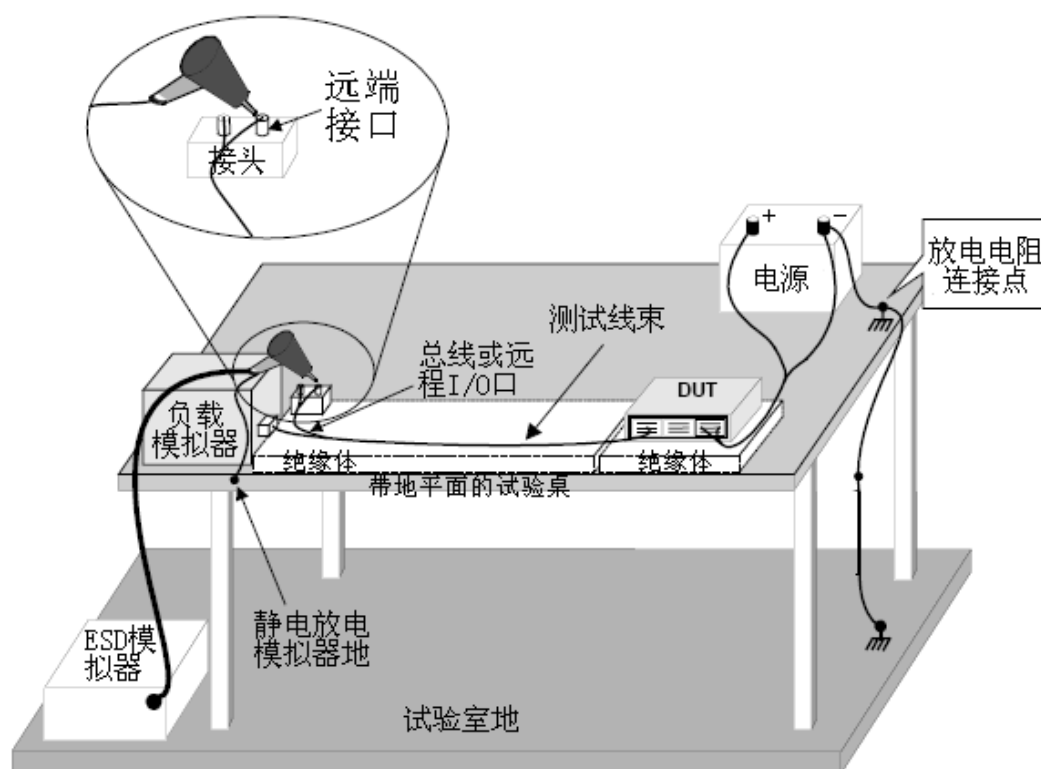 远端
接口
接头
+
−
电源
放电电阻
连接点
测试线束
总线或远
程I/O口
DUT
负载
模拟器
绝缘体
绝缘体
带地平面的试验桌
静电放电
模拟器地
ESD模
拟器
试验室地